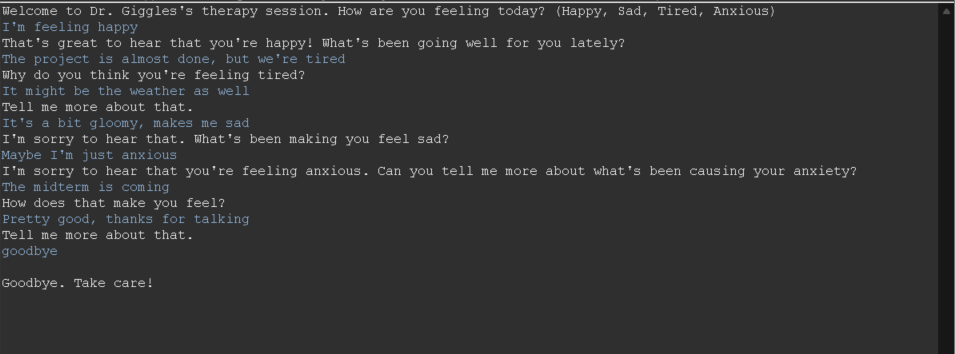 Welcome to Dr. Giggles's therapy session. How are you feeling today? (Happy, Sad, Tired, Anxious)
I'm feeling happy
That's great to hear that you're happy! What's been going well for you lately?
The project is almost done, but we're tired
Why do you think you're feeling tired?
It might be the weather as well
Tell me more about that.
It's a bit gloomy, makes me sad
I'm sorry to hear that. What's been making you feel sad?
Maybe I'm just anxious
I'm sorry to hear that you're feeling anxious. Can you tell me more about what's been causing your anxiety?
The midterm is coming
How does that make you feel?
Pretty good, thanks for talking
Tell me more about that.
goodbye
Goodbye. Take care!